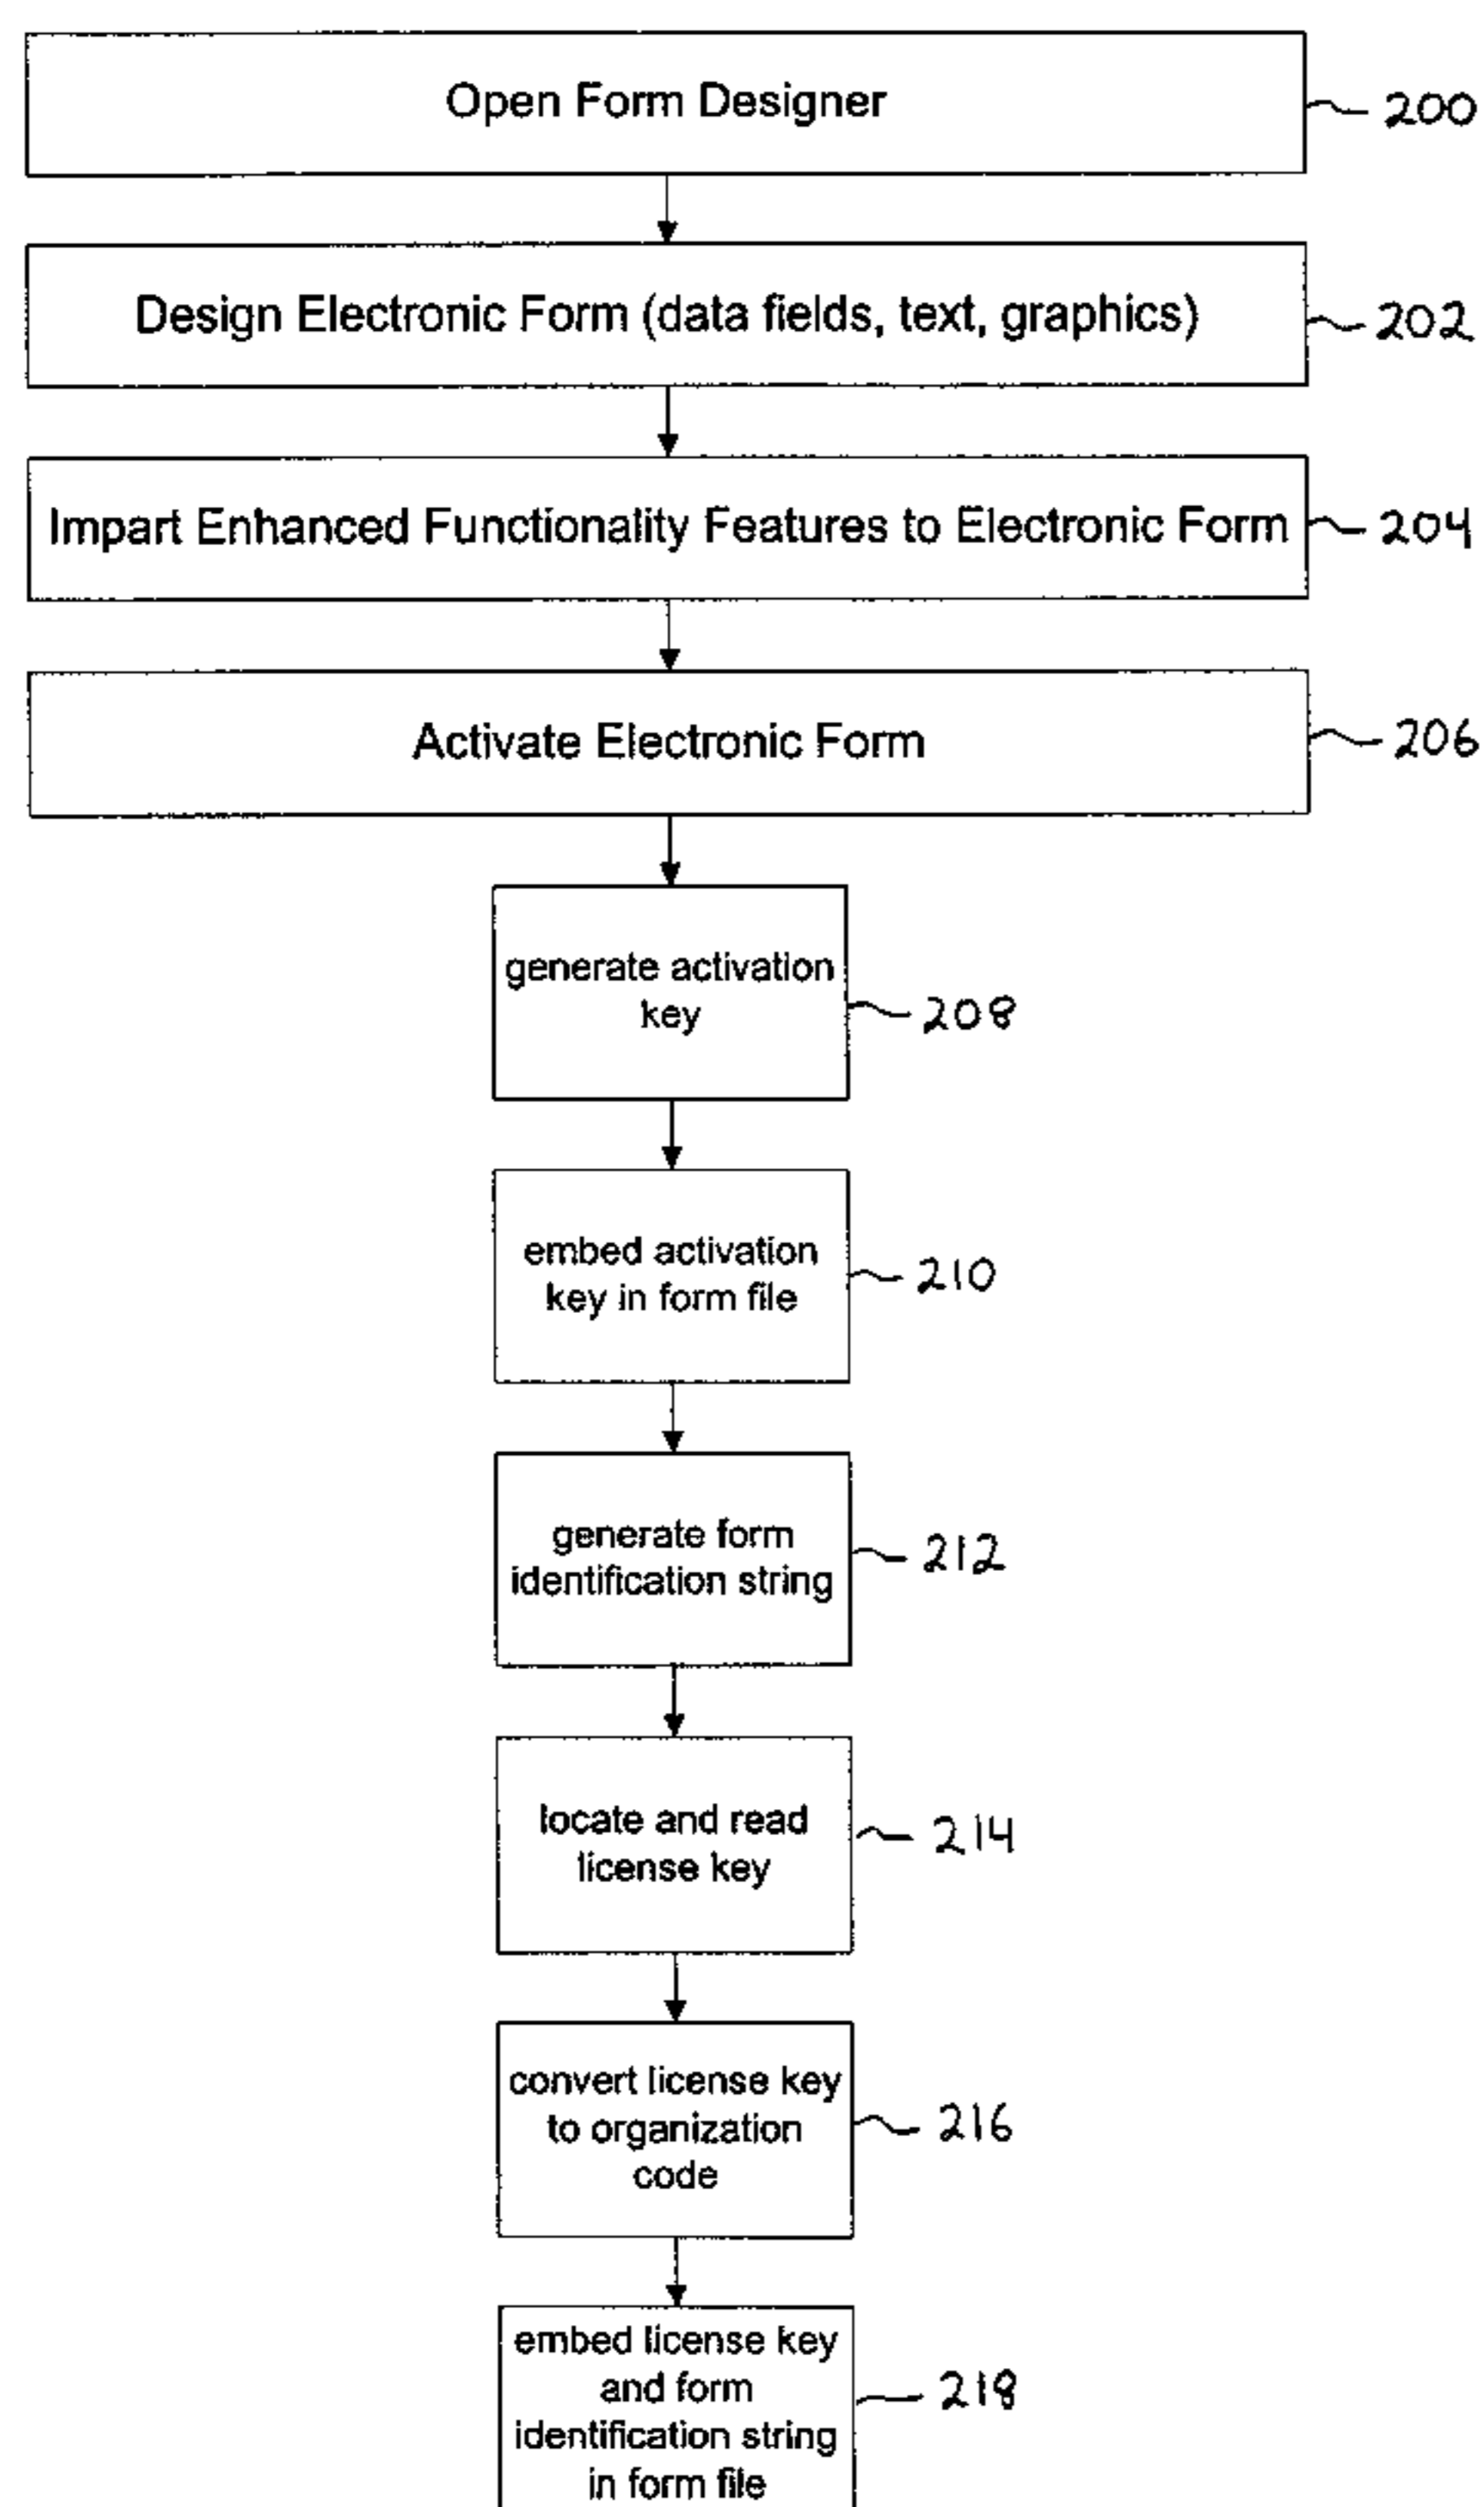 Open Form Designer
200
Design Electronic Form (data fields, text, graphics)
202
Impart Enhanced Functionality Features to Electronic Form
204
Activate Electronic Form
206
generate activation
key
208
embed activation
key in form file
210
generate form
identification string
212
locate and read
license key
214
convert license key
to organization
code
216
embed license key
and form
identification string
in form file
218